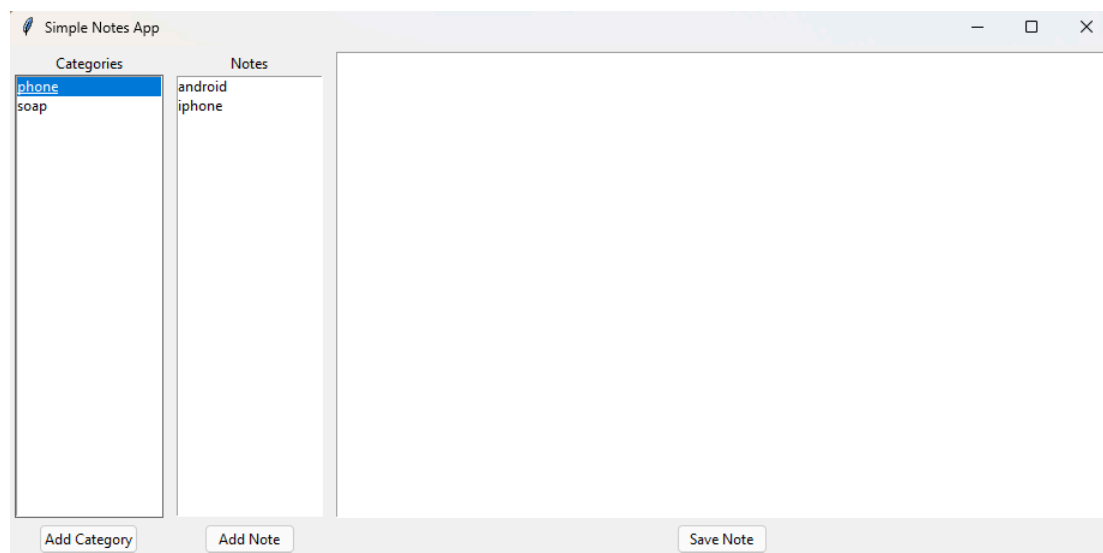 Simple Notes App
Categories
Notes
phone
soap
android
iphone
Add Category
Add Note
Save Note